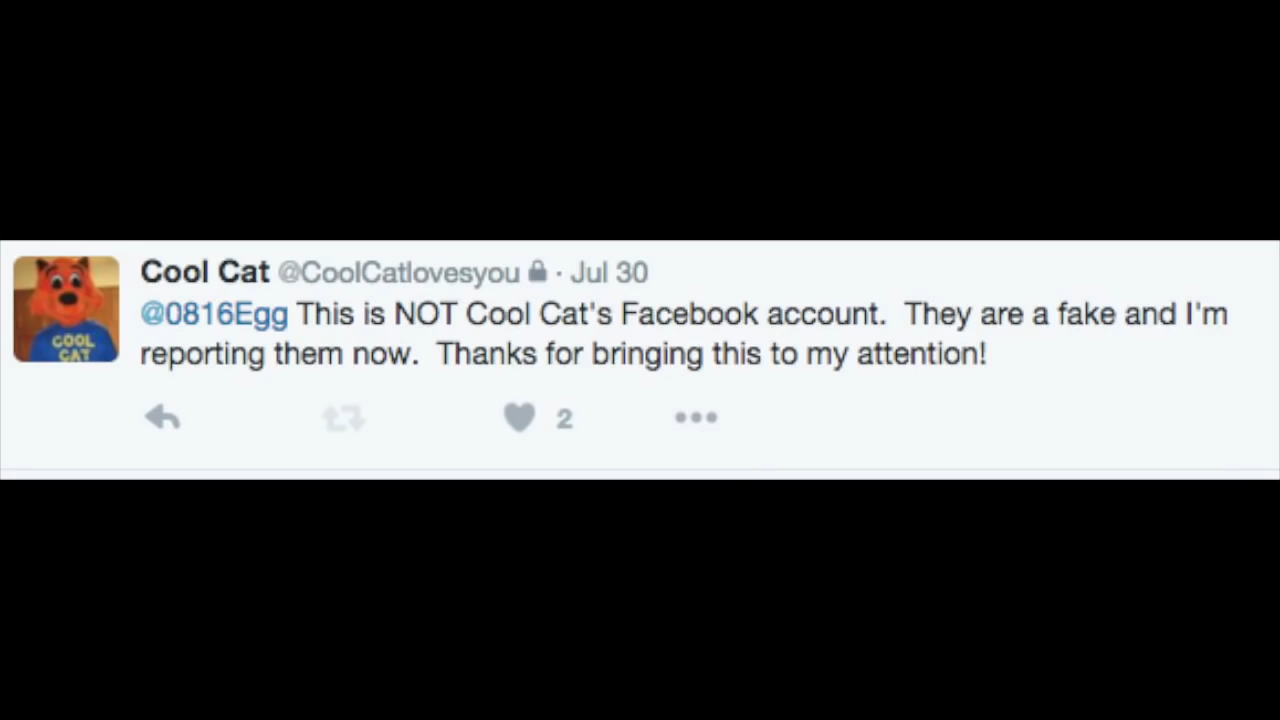 Cool Cat @CoolCatlovesyou · Jul 30
@0816Egg This is NOT Cool Cat's Facebook account.  They are a fake and I'm
reporting them now.  Thanks for bringing this to my attention!
2
COOL
CAT